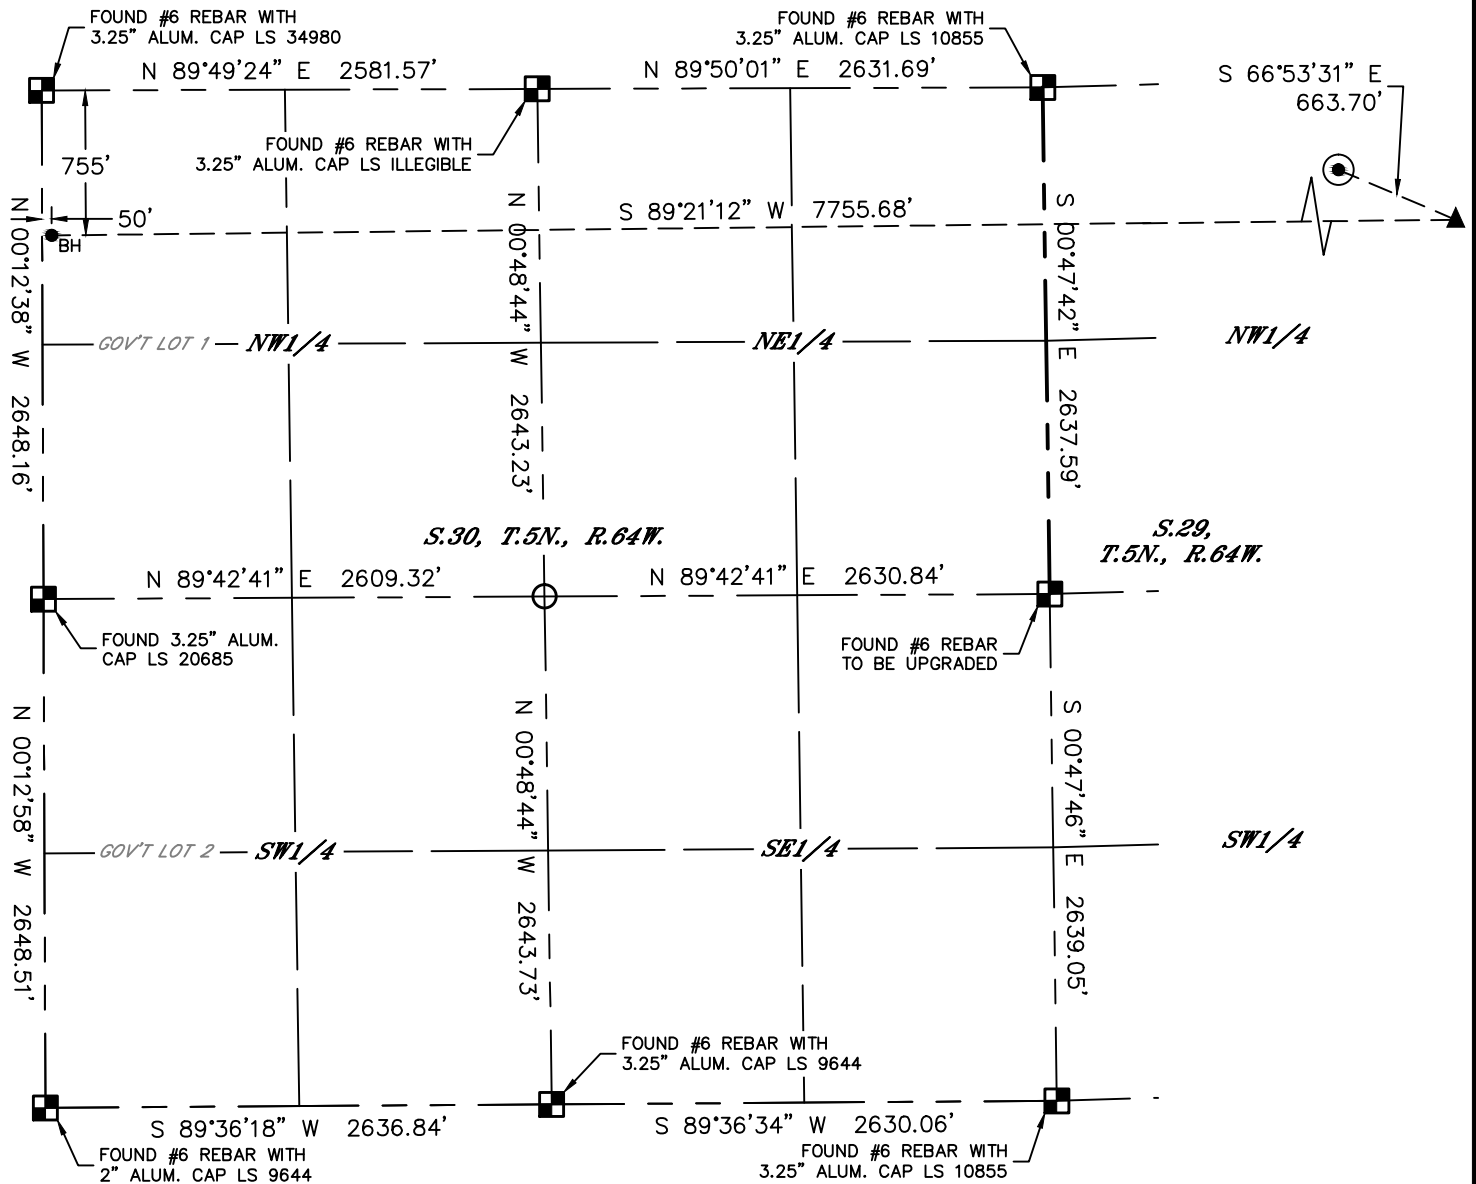 FOUND #6 REBAR WITH
3.25" ALUM. CAP LS 34980
FOUND #6 REBAR WITH
3.25" ALUM. CAP LS 10855
N 89°49'24" E 2581.57'
N 89°50'01" E 2631.69'
S 66°53'31" E
663.70'
FOUND #6 REBAR WITH
3.25" ALUM. CAP LS ILLEGIBLE
755'
50'
BH
S 89°21'12" W 7755.68'
N 00°12'38" W 2648.16'
N 00°48'44" W 2643.23'
S 00°47'42" E 2637.59'
GOV'T LOT 1
NW1/4
NE1/4
NW1/4
S.30, T.5N., R.64W.
S.29,
T.5N., R.64W.
N 89°42'41" E 2609.32'
N 89°42'41" E 2630.84'
FOUND 3.25" ALUM.
CAP LS 20685
FOUND #6 REBAR
TO BE UPGRADED
N 00°12'58" W 2648.51'
N 00°48'44" W 2643.73'
S 00°47'46" E 2639.05'
GOV'T LOT 2
SW1/4
SE1/4
SW1/4
FOUND #6 REBAR WITH
3.25" ALUM. CAP LS 9644
S 89°36'18" W 2636.84'
S 89°36'34" W 2630.06'
FOUND #6 REBAR WITH
2" ALUM. CAP LS 9644
FOUND #6 REBAR WITH
3.25" ALUM. CAP LS 10855